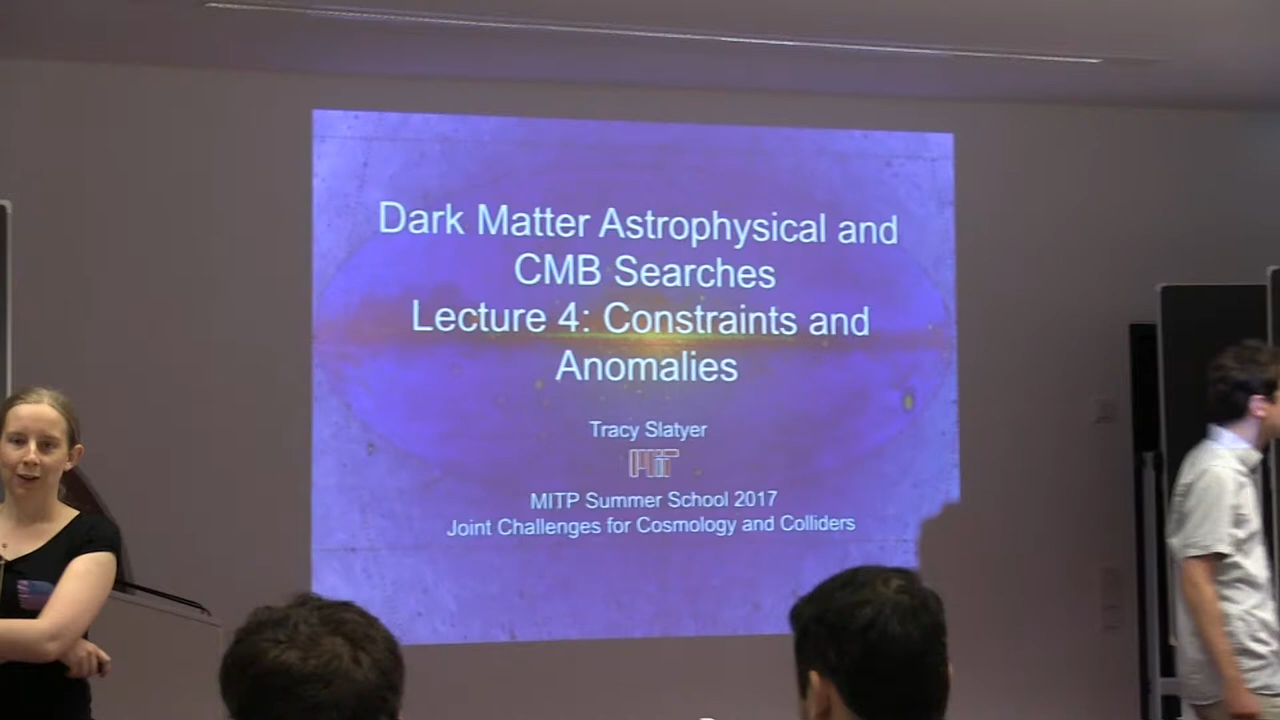 Dark Matter Astrophysical and
CMB Searches
Lecture 4: Constraints and
Anomalies
Tracy Slatyer
MIT
MITP Summer School 2017
Joint Challenges for Cosmology and Colliders